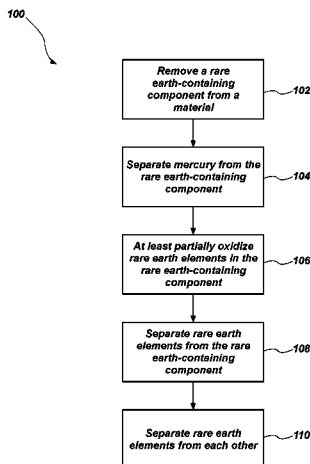 100
Remove a rare
earth-containing
component from a
material
102
Separate mercury from the
rare earth-containing
component
104
At least partially oxidize
rare earth elements in the
rare earth-containing
component
106
Separate rare earth
elements from the rare
earth-containing
component
108
Separate rare earth
elements from each other
110